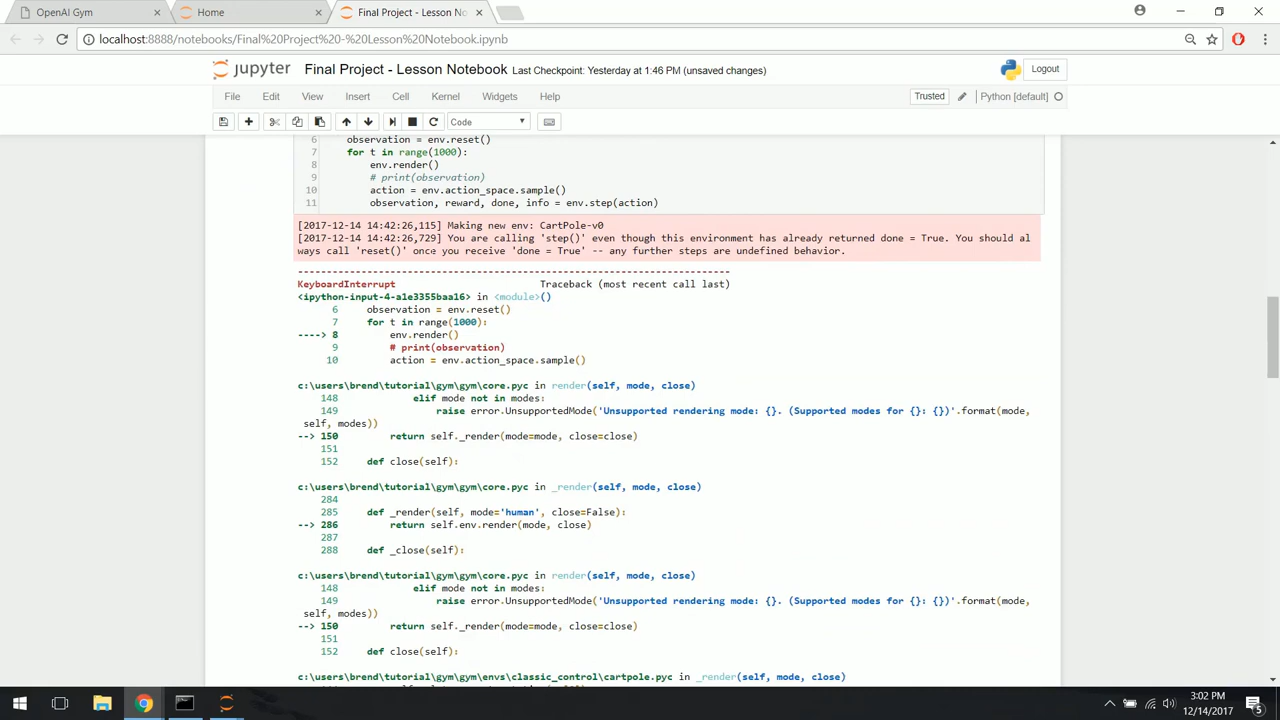 OpenAI Gym
Home
Final Project - Lesson No
localhost:8888/notebooks/Final%20Project%20-%20Lesson%20Notebook.ipynb
jupyter Final Project - Lesson Notebook Last Checkpoint: Yesterday at 1:46 PM (unsaved changes)
Logout
File Edit View Insert Cell Kernel Widgets Help
Trusted
Python [default]
Code
6 observation = env.reset()
7 for t in range(1000):
8 env.render()
9 # print(observation)
10 action = env.action_space.sample()
11 observation, reward, done, info = env.step(action)
[2017-12-14 14:42:26,115] Making new env: CartPole-v0
[2017-12-14 14:42:26,729] You are calling 'step()' even though this environment has already returned done = True. You should al
ways call 'reset()' once you receive 'done = True' -- any further steps are undefined behavior.
---------------------------------------------------------------------------
KeyboardInterrupt Traceback (most recent call last)
<ipython-input-4-a1e3355baa16> in <module>()
6 observation = env.reset()
7 for t in range(1000):
----> 8 env.render()
9 # print(observation)
10 action = env.action_space.sample()
c:\users\brend\tutorial\gym\gym\core.pyc in render(self, mode, close)
148 elif mode not in modes:
149 raise error.UnsupportedMode('Unsupported rendering mode: {}. (Supported modes for {}: {})'.format(mode,
self, modes))
--> 150 return self._render(mode=mode, close=close)
151
152 def close(self):
c:\users\brend\tutorial\gym\gym\core.pyc in _render(self, mode, close)
284
285 def _render(self, mode='human', close=False):
--> 286 return self.env.render(mode, close)
287
288 def _close(self):
c:\users\brend\tutorial\gym\gym\core.pyc in render(self, mode, close)
148 elif mode not in modes:
149 raise error.UnsupportedMode('Unsupported rendering mode: {}. (Supported modes for {}: {})'.format(mode,
self, modes))
--> 150 return self._render(mode=mode, close=close)
151
152 def close(self):
c:\users\brend\tutorial\gym\gym\envs\classic_control\cartpole.pyc in _render(self, mode, close)
3:02 PM
12/14/2017
5